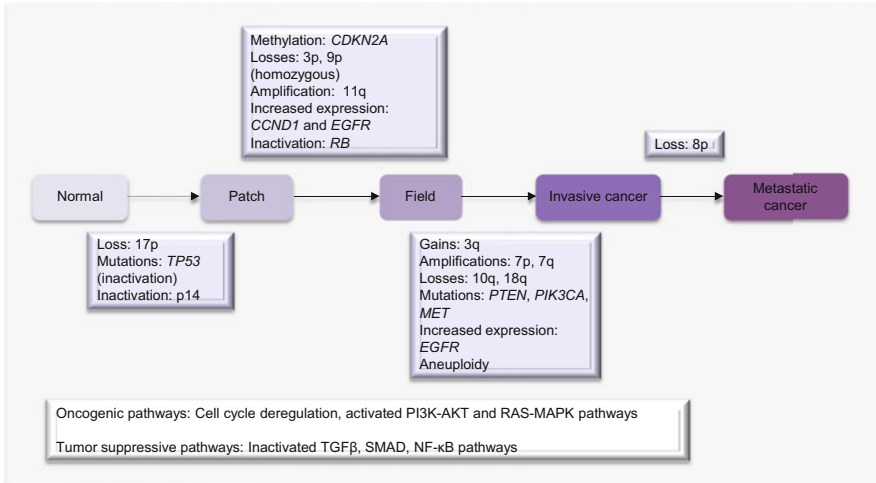 Methylation: CDKN2A
Losses: 3p, 9p
(homozygous)
Amplification: 11q
Increased expression:
CCND1 and EGFR
Inactivation: RB
Loss: 8p
Normal
Patch
Field
Invasive cancer
Metastatic
cancer
Loss: 17p
Mutations: TP53
(inactivation)
Inactivation: p14
Gains: 3q
Amplifications: 7p, 7q
Losses: 10q, 18q
Mutations: PTEN, PIK3CA,
MET
Increased expression:
EGFR
Aneuploidy
Oncogenic pathways: Cell cycle deregulation, activated PI3K-AKT and RAS-MAPK pathways
Tumor suppressive pathways: Inactivated TGFβ, SMAD, NF-κB pathways